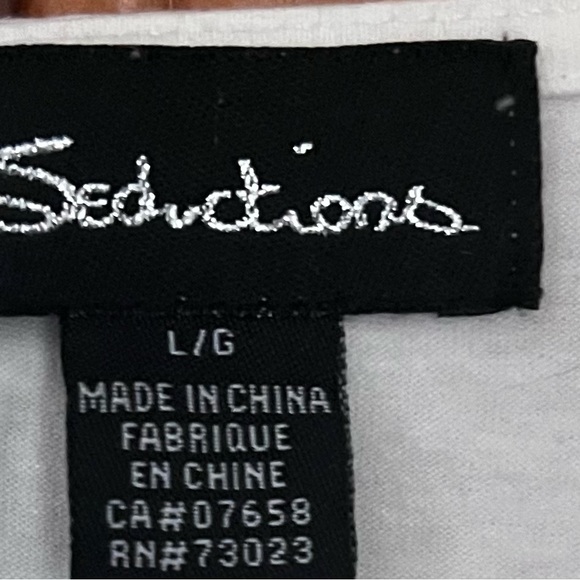 Seductions
L/G
MADE IN CHINA
FABRIQUE
EN CHINE
CA#07658
RN#73023